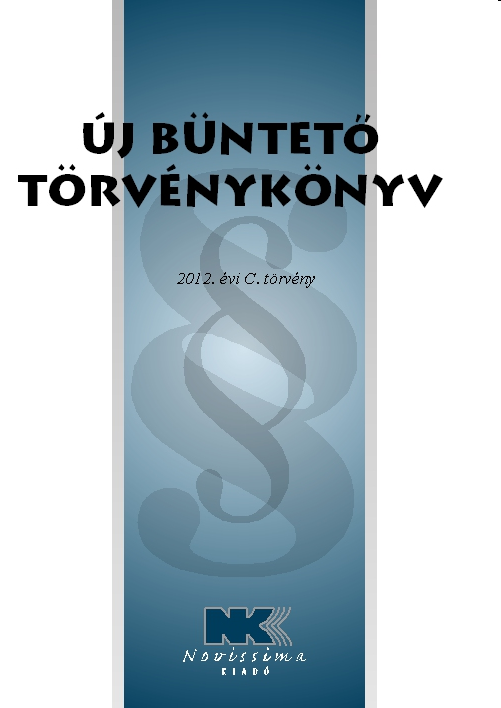 ÚJ BÜNTETŐ
TÖRVÉNYKÖNYV
2012. évi C. törvény
§
NK
Novissima
KIADÓ